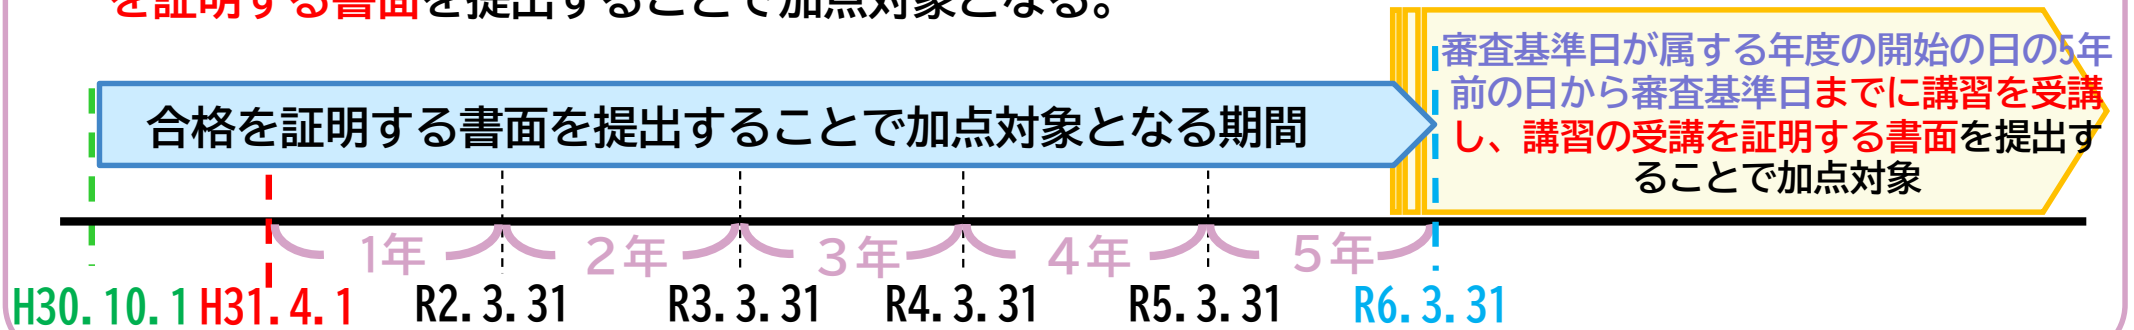 を証明する書面を提出することで加点対象となる。
審査基準日が属する年度の開始の日の5年
前の日から審査基準日までに講習を受講
し、講習の受講を証明する書面を提出す
ることで加点対象
合格を証明する書面を提出することで加点対象となる期間
1年 2年 3年 4年 5年
H30.10.1 H31.4.1 R2.3.31 R3.3.31 R4.3.31 R5.3.31 R6.3.31